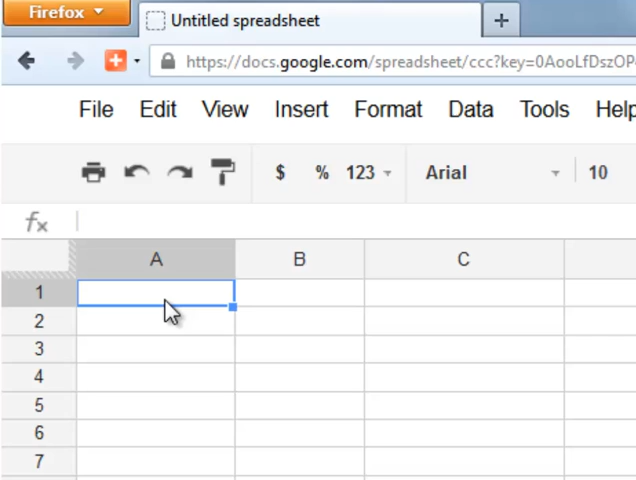 Firefox
Untitled spreadsheet
https://docs.google.com/spreadsheet/ccc?key=0AooLfDszOP
File Edit View Insert Format Data Tools Help
$ % 123 Arial 10
fx
A B C
1
2
3
4
5
6
7